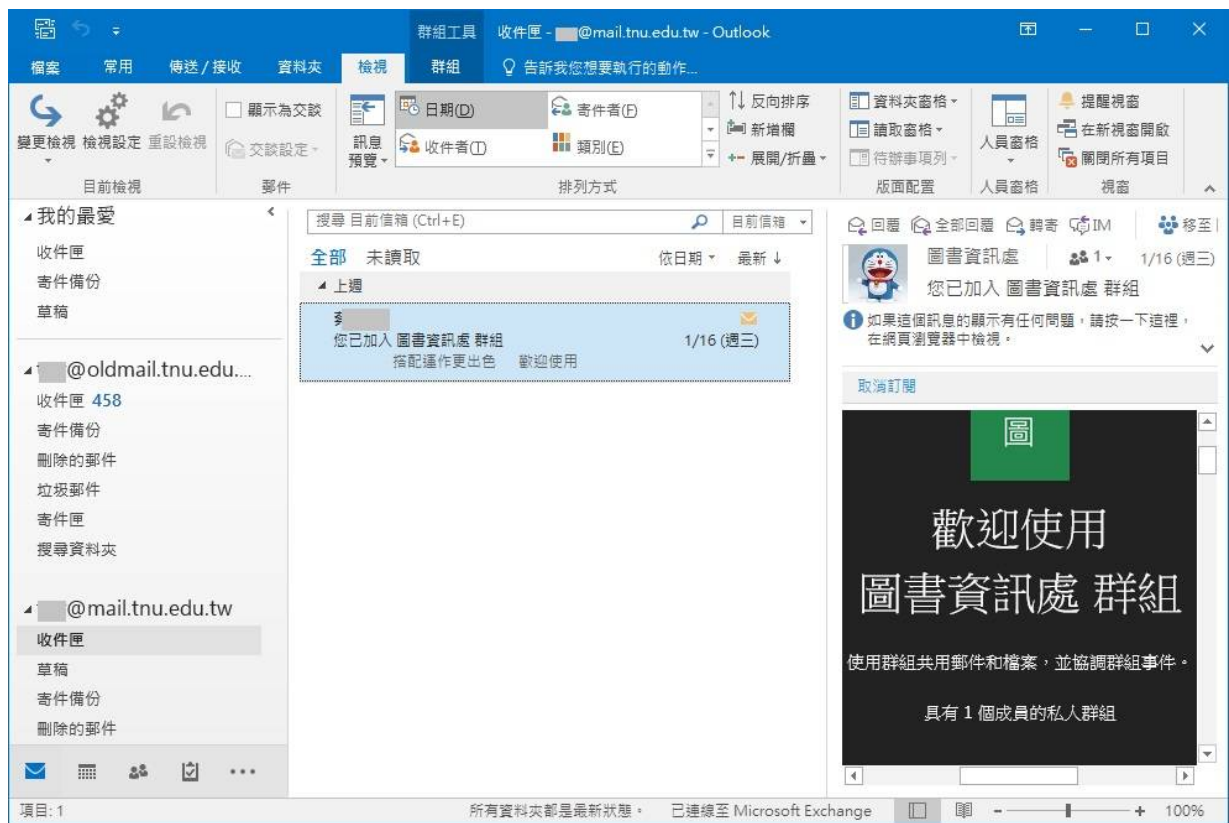 群組工具 收件匣 - @mail.tnu.edu.tw - Outlook
檔案 常用 傳送 / 接收 資料夾 檢視 群組 告訴我您想要執行的動作...
變更檢視 檢視設定 重設檢視
目前檢視
顯示為交談
交談設定
郵件
訊息預覽
日期(D) 寄件者(F)
收件者(T) 類別(E)
反向排序
新增欄
展開/折疊
排列方式
資料夾窗格
讀取窗格
待辦事項列
版面配置
人員窗格
人員窗格
提醒視窗
在新視窗開啟
關閉所有項目
視窗
我的最愛
收件匣
寄件備份
草稿
@oldmail.tnu.edu....
收件匣 458
寄件備份
刪除的郵件
垃圾郵件
寄件匣
搜尋資料夾
@mail.tnu.edu.tw
收件匣
草稿
寄件備份
刪除的郵件
搜尋 目前信箱 (Ctrl+E) 目前信箱
全部 未讀取 依日期 最新 ↓
上週
您已加入 圖書資訊處 群組 1/16 (週三)
搭配運作更出色 歡迎使用
回覆 全部回覆 轉寄 IM 移至
圖書資訊處 1 1/16 (週三)
您已加入 圖書資訊處 群組
如果這個訊息的顯示有任何問題，請按一下這裡，
在網頁瀏覽器中檢視。
取消訂閱
圖
歡迎使用
圖書資訊處 群組
使用群組共用郵件和檔案，並協調群組事件。
具有 1 個成員的私人群組
項目: 1 所有資料夾都是最新狀態。 已連線至 Microsoft Exchange 100%